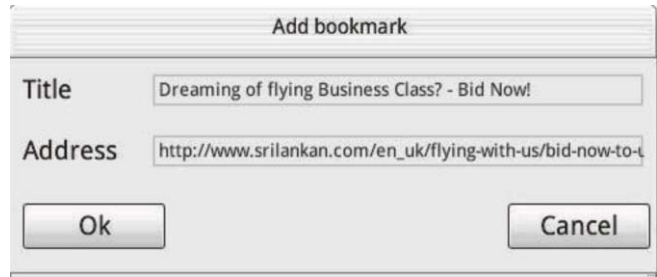 Add bookmark
Title Dreaming of flying Business Class? - Bid Now!
Address http://www.srilankan.com/en_uk/flying-with-us/bid-now-to-u
Ok Cancel